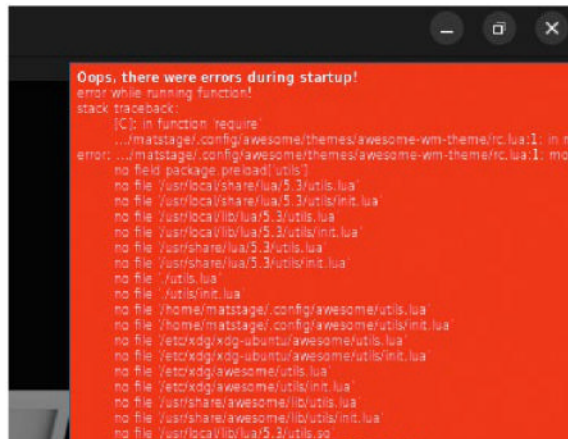 Oops, there were errors during startup!
error while running function!
stack traceback:
[C]: in function 'require'
.../matstage/.config/awesome/themes/awesome-wm-theme/rc.lua:1: in
error: .../matstage/.config/awesome/themes/awesome-wm-theme/rc.lua:1:
no field package.preload['utils']
no file '/usr/local/share/lua/5.3/utils.lua'
no file '/usr/local/share/lua/5.3/utils/init.lua'
no file '/usr/local/lib/lua/5.3/utils.lua'
no file '/usr/local/lib/lua/5.3/utils/init.lua'
no file '/usr/share/lua/5.3/utils.lua'
no file '/usr/share/lua/5.3/utils/init.lua'
no file './utils.lua'
no file './utils/init.lua'
no file '/home/matstage/.config/awesome/utils.lua'
no file '/home/matstage/.config/awesome/utils/init.lua'
no file '/etc/xdg/xdg-ubuntu/awesome/utils.lua'
no file '/etc/xdg/xdg-ubuntu/awesome/utils/init.lua'
no file '/etc/xdg/awesome/utils.lua'
no file '/etc/xdg/awesome/utils/init.lua'
no file '/usr/share/awesome/lib/utils.lua'
no file '/usr/share/awesome/lib/utils/init.lua'
no file '/usr/local/lib/lua/5.3/utils.so'